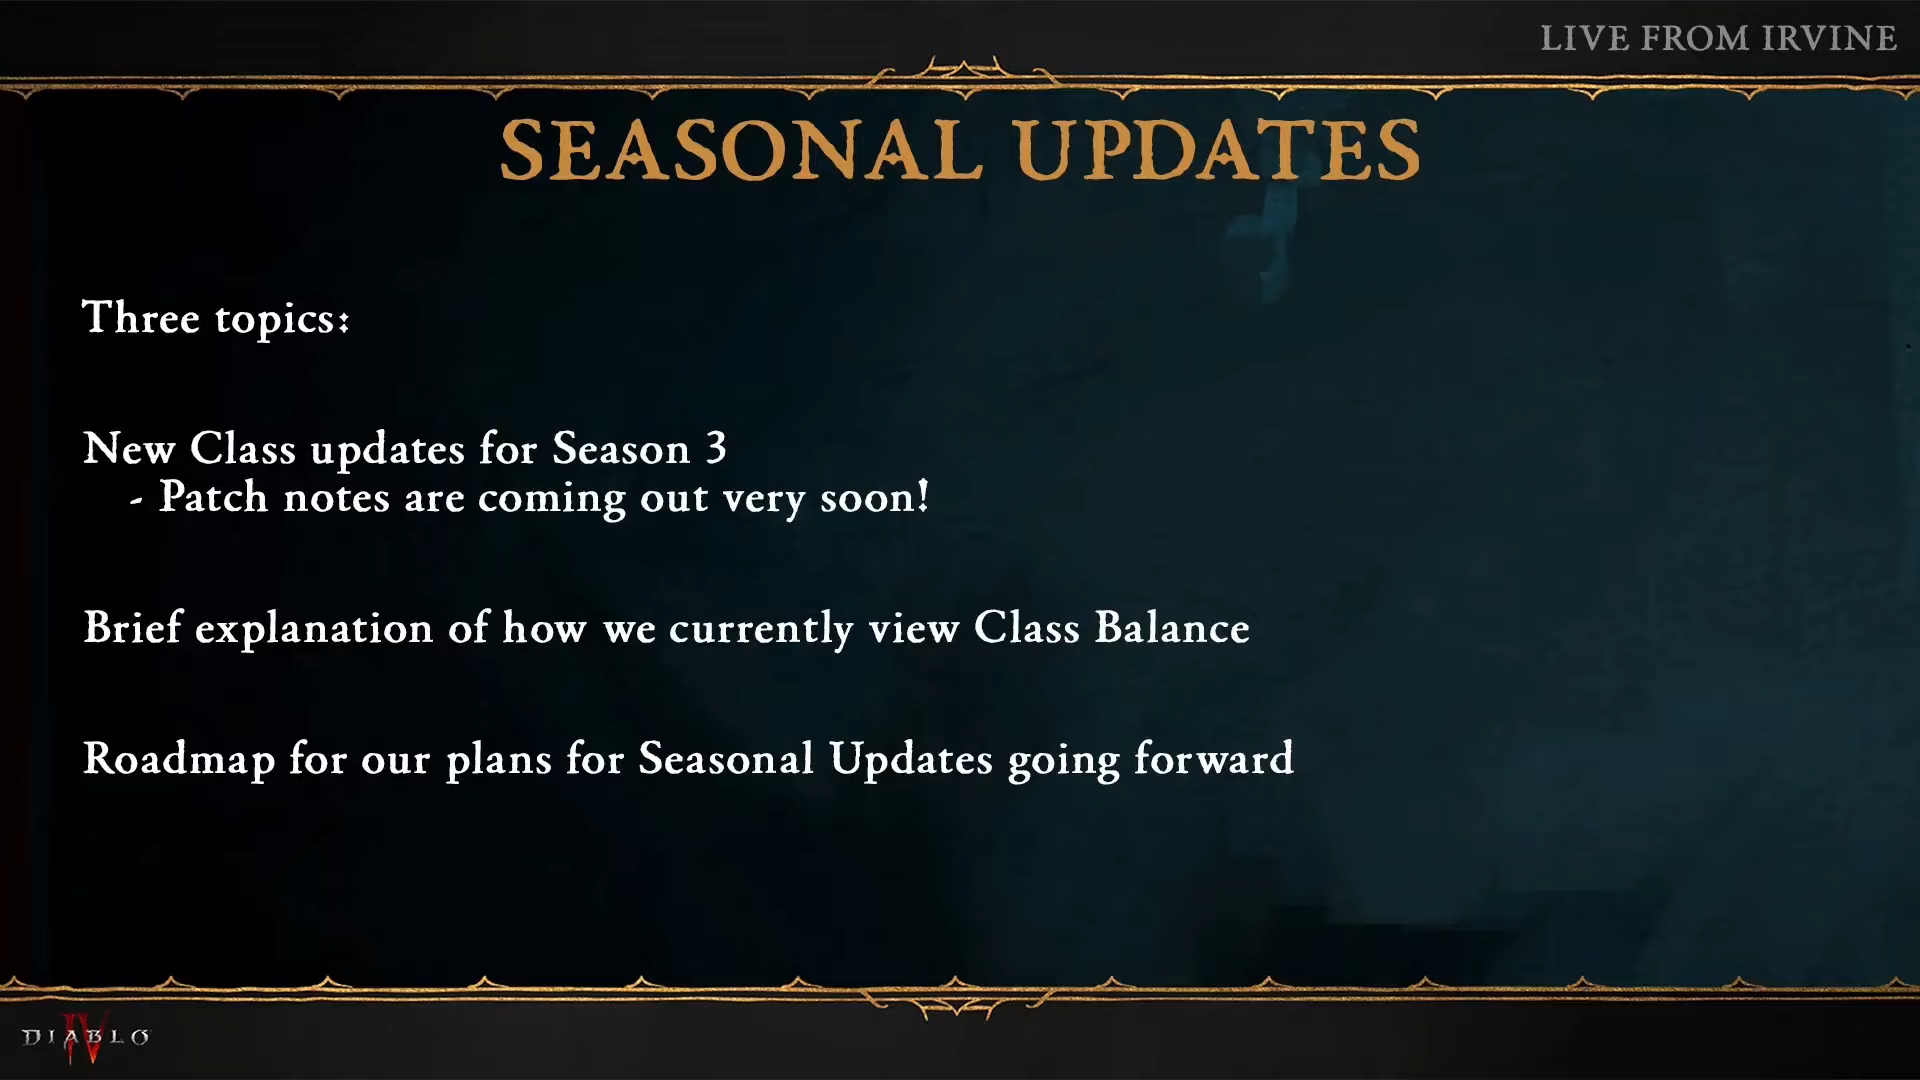 LIVE FROM IRVINE
SEASONAL UPDATES
Three topics:
New Class updates for Season 3
- Patch notes are coming out very soon!
Brief explanation of how we currently view Class Balance
Roadmap for our plans for Seasonal Updates going forward
DIABLO
IV